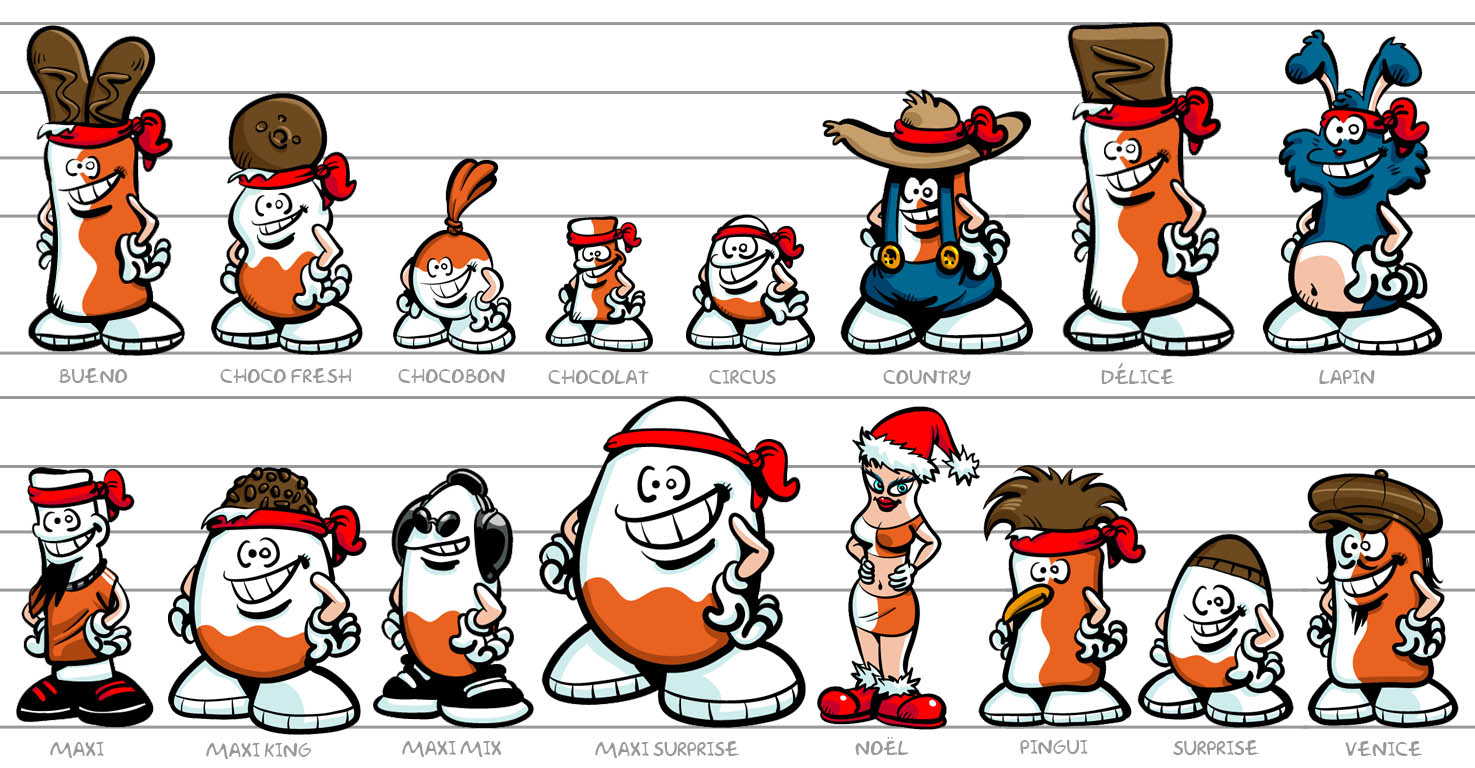 BUENO CHOCO FRESH CHOCOBON CHOCOLAT CIRCUS COUNTRY DÉLICE LAPIN
MAXI MAXI KING MAXI MIX MAXI SURPRISE NOËL PINGUI SURPRISE VENICE